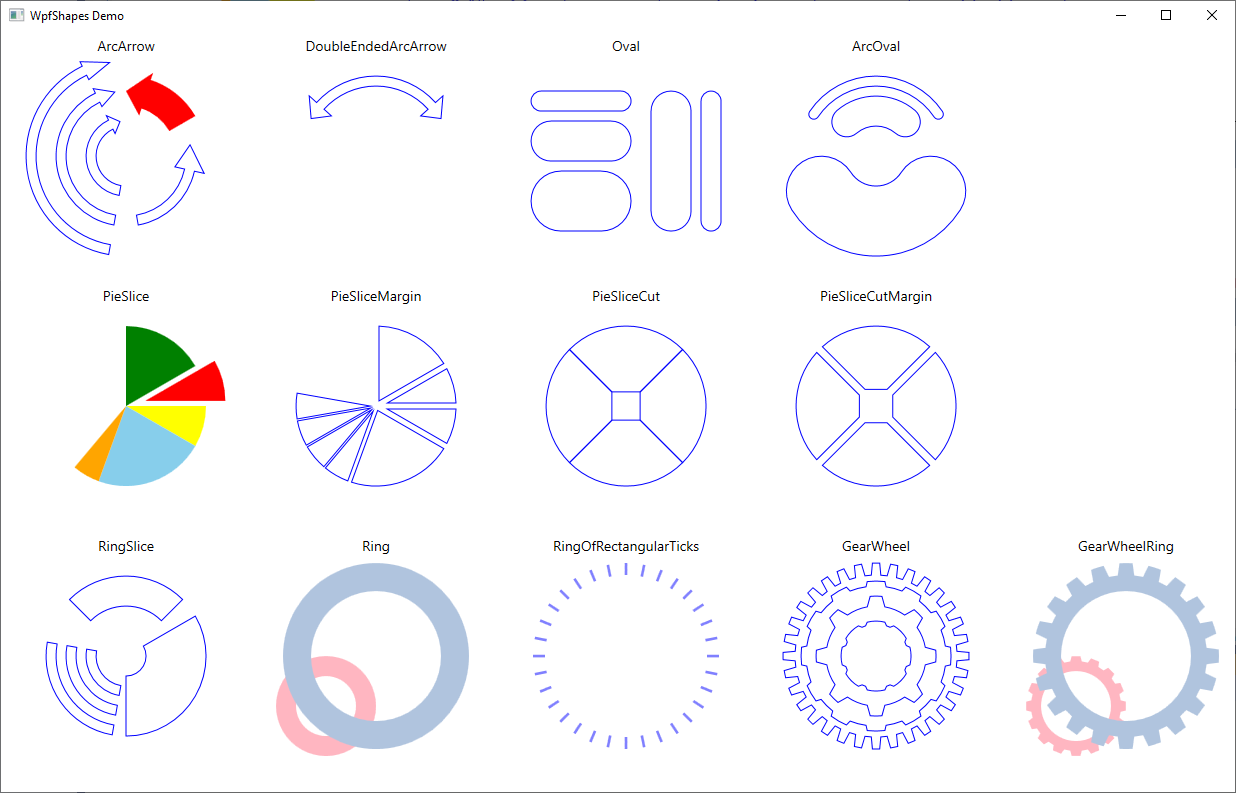 WpfShapes Demo
ArcArrow
DoubleEndedArcArrow
Oval
ArcOval
PieSlice
PieSliceMargin
PieSliceCut
PieSliceCutMargin
RingSlice
Ring
RingOfRectangularTicks
GearWheel
GearWheelRing